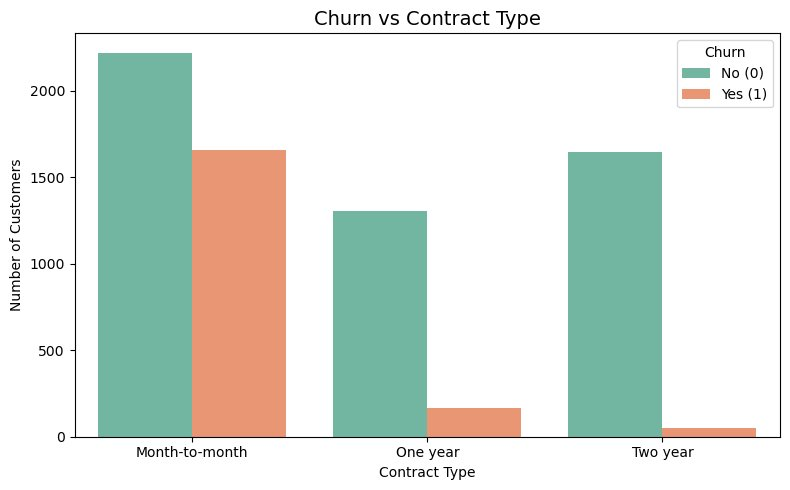 Churn vs Contract Type
Churn
No (0)
Yes (1)
Number of Customers
2000
1500
1000
500
0
Month-to-month
One year
Two year
Contract Type